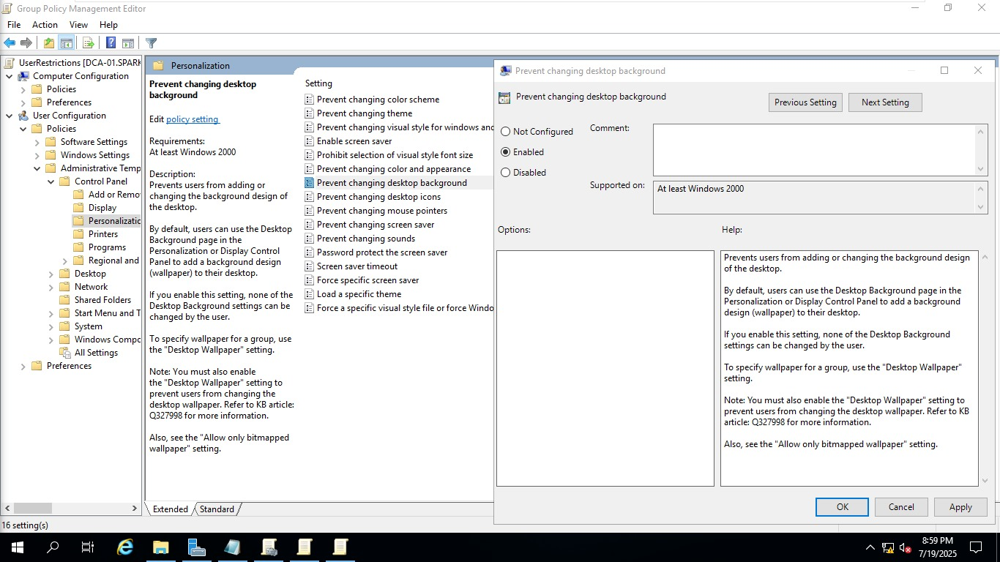 Group Policy Management Editor
File Action View Help
UserRestrictions [DCA-01.SPARK
Computer Configuration
Policies
Preferences
User Configuration
Policies
Software Settings
Windows Settings
Administrative Temp
Control Panel
Add or Remo
Display
Personalizatio
Printers
Programs
Regional and
Desktop
Network
Shared Folders
Start Menu and T
System
Windows Compo
All Settings
Preferences
Personalization
Prevent changing desktop
background
Edit policy setting
Requirements:
At least Windows 2000
Description:
Prevents users from adding or
changing the background design of
the desktop.
By default, users can use the Desktop
Background page in the
Personalization or Display Control
Panel to add a background design
(wallpaper) to their desktop.
If you enable this setting, none of the
Desktop Background settings can be
changed by the user.
To specify wallpaper for a group, use
the "Desktop Wallpaper" setting.
Note: You must also enable
the "Desktop Wallpaper" setting to
prevent users from changing the
desktop wallpaper. Refer to KB article:
Q327998 for more information.
Also, see the "Allow only bitmapped
wallpaper" setting.
Setting
Prevent changing color scheme
Prevent changing theme
Prevent changing visual style for windows and
Enable screen saver
Prohibit selection of visual style font size
Prevent changing color and appearance
Prevent changing desktop background
Prevent changing desktop icons
Prevent changing mouse pointers
Prevent changing screen saver
Prevent changing sounds
Password protect the screen saver
Screen saver timeout
Force specific screen saver
Load a specific theme
Force a specific visual style file or force Windo
Extended Standard
16 setting(s)
Prevent changing desktop background
Prevent changing desktop background
Previous Setting Next Setting
Not Configured
Enabled
Disabled
Comment:
Supported on:
At least Windows 2000
Options:
Help:
Prevents users from adding or changing the background design
of the desktop.
By default, users can use the Desktop Background page in the
Personalization or Display Control Panel to add a background
design (wallpaper) to their desktop.
If you enable this setting, none of the Desktop Background
settings can be changed by the user.
To specify wallpaper for a group, use the "Desktop Wallpaper"
setting.
Note: You must also enable the "Desktop Wallpaper" setting to
prevent users from changing the desktop wallpaper. Refer to KB
article: Q327998 for more information.
Also, see the "Allow only bitmapped wallpaper" setting.
OK Cancel Apply
8:59 PM
7/19/2025